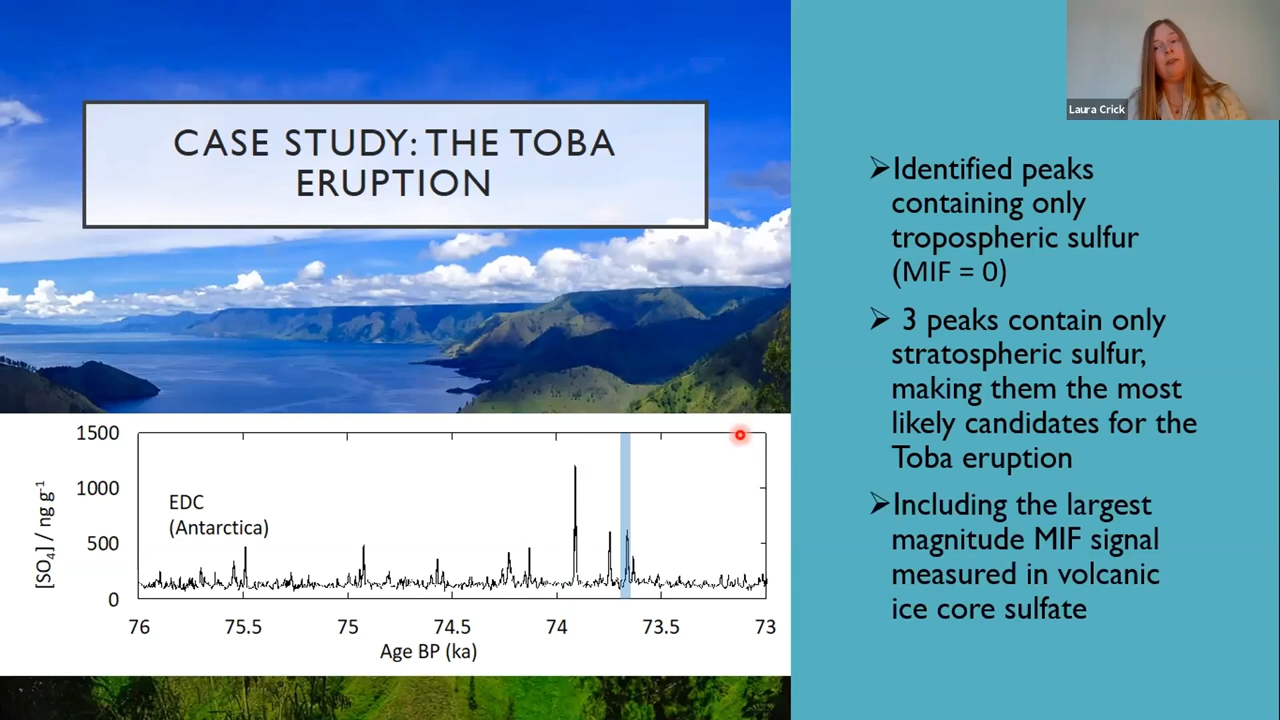 Laura Crick
CASE STUDY: THE TOBA
ERUPTION
➢Identified peaks
containing only
tropospheric sulfur
(MIF = 0)
➢ 3 peaks contain only
stratospheric sulfur,
making them the most
likely candidates for the
Toba eruption
➢Including the largest
magnitude MIF signal
measured in volcanic
ice core sulfate
1500
1000
500
0
[SO4] / ng g-1
EDC
(Antarctica)
76 75.5 75 74.5 74 73.5 73
Age BP (ka)